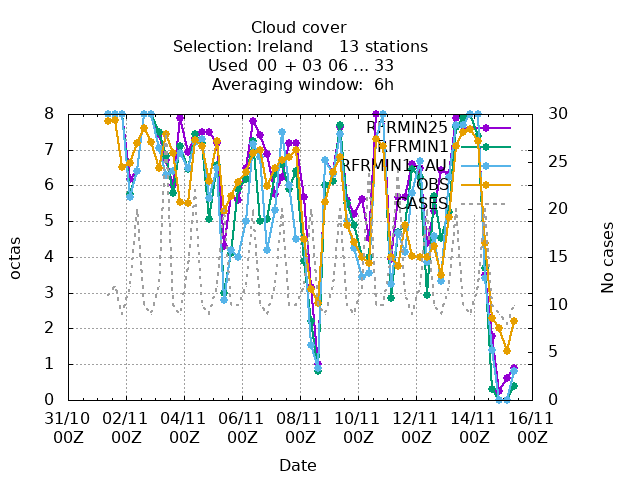 Cloud cover
Selection: Ireland 13 stations
Used 00 + 03 06 ... 33
Averaging window: 6h
RFRMIN25
RFRMIN1
RFRMIN1+AU
OBS
CASES
octas
No cases
8
7
6
5
4
3
2
1
0
30
25
20
15
10
5
0
31/10 02/11 04/11 06/11 08/11 10/11 12/11 14/11 16/11
00Z 00Z 00Z 00Z 00Z 00Z 00Z 00Z 00Z
Date